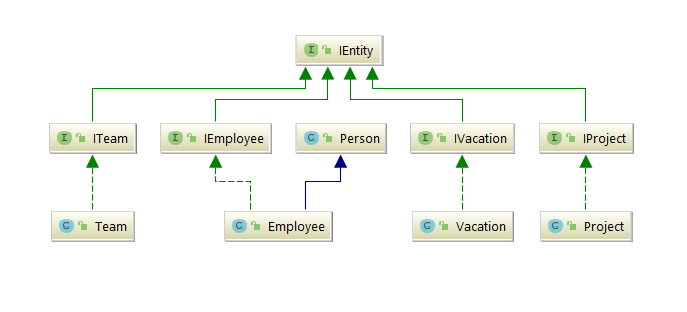 I IEntity
I ITeam
I IEmployee
C Person
I IVacation
I IProject
C Team
C Employee
C Vacation
C Project